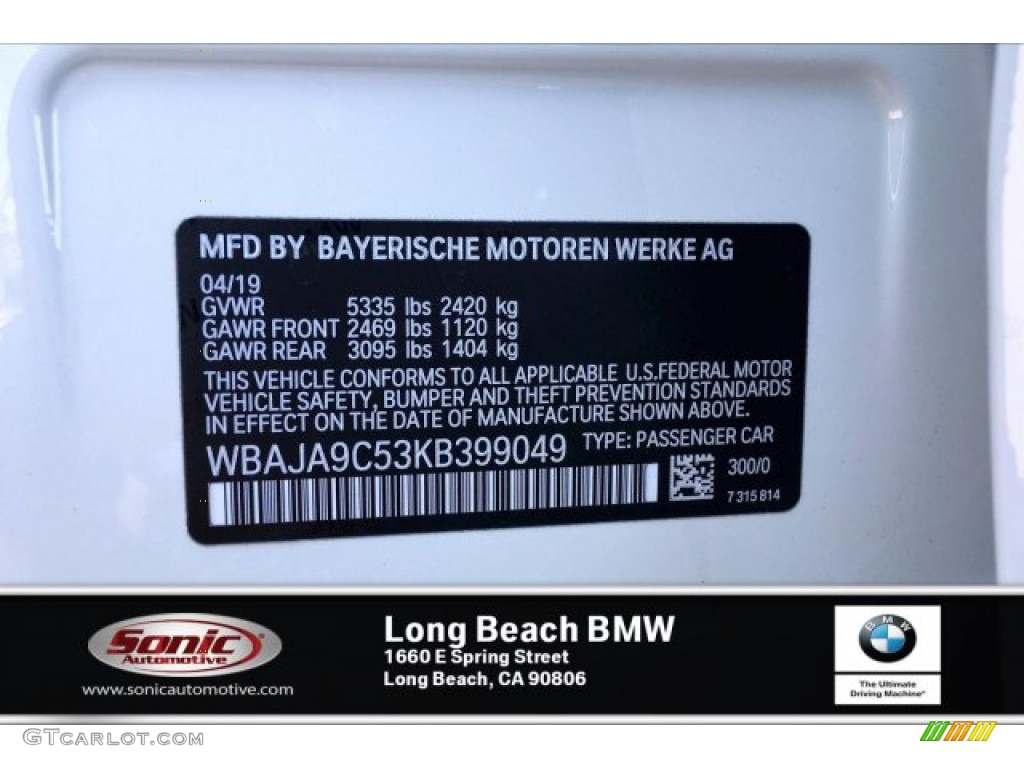 MFD BY BAYERISCHE MOTOREN WERKE AG
04/19
GVWR 5335 lbs 2420 kg
GAWR FRONT 2469 lbs 1120 kg
GAWR REAR 3095 lbs 1404 kg
THIS VEHICLE CONFORMS TO ALL APPLICABLE U.S.FEDERAL MOTOR
VEHICLE SAFETY, BUMPER AND THEFT PREVENTION STANDARDS
IN EFFECT ON THE DATE OF MANUFACTURE SHOWN ABOVE.
WBAJA9C53KB399049 TYPE: PASSENGER CAR
300/0
7 315 814
Sonic
Automotive
www.sonicautomotive.com
Long Beach BMW
1660 E Spring Street
Long Beach, CA 90806
BMW
The Ultimate
Driving Machine®
GTCarLot.com